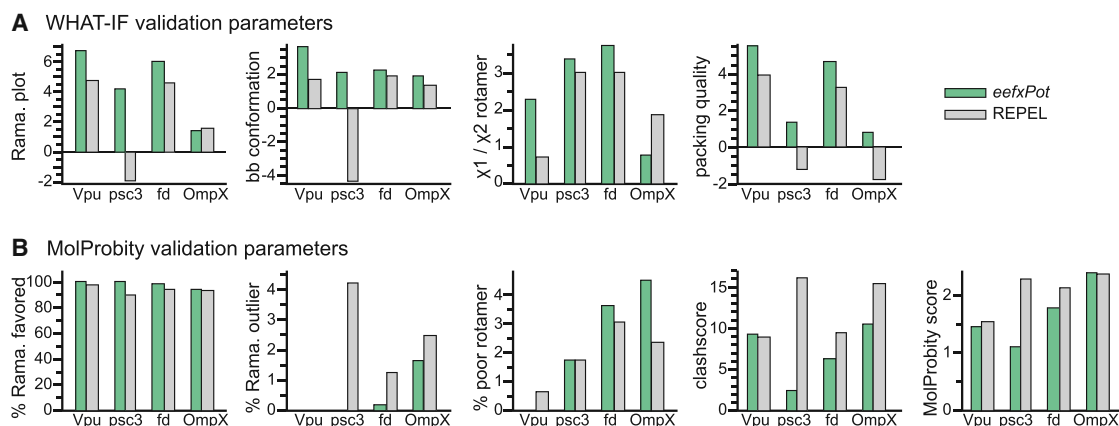 A WHAT-IF validation parameters
Rama. plot
6
4
2
0
-2
Vpu psc3 fd OmpX
bb conformation
2
0
-2
-4
Vpu psc3 fd OmpX
χ1 / χ2 rotamer
3
2
1
0
Vpu psc3 fd OmpX
packing quality
4
2
0
-2
Vpu psc3 fd OmpX
eefxPot
REPEL
B MolProbity validation parameters
% Rama. favored
100
80
60
40
20
0
Vpu psc3 fd OmpX
% Rama. outlier
4
3
2
1
0
Vpu psc3 fd OmpX
% poor rotamer
4
3
2
1
0
Vpu psc3 fd OmpX
clashscore
15
10
5
0
Vpu psc3 fd OmpX
MolProbity score
2
1
0
Vpu psc3 fd OmpX